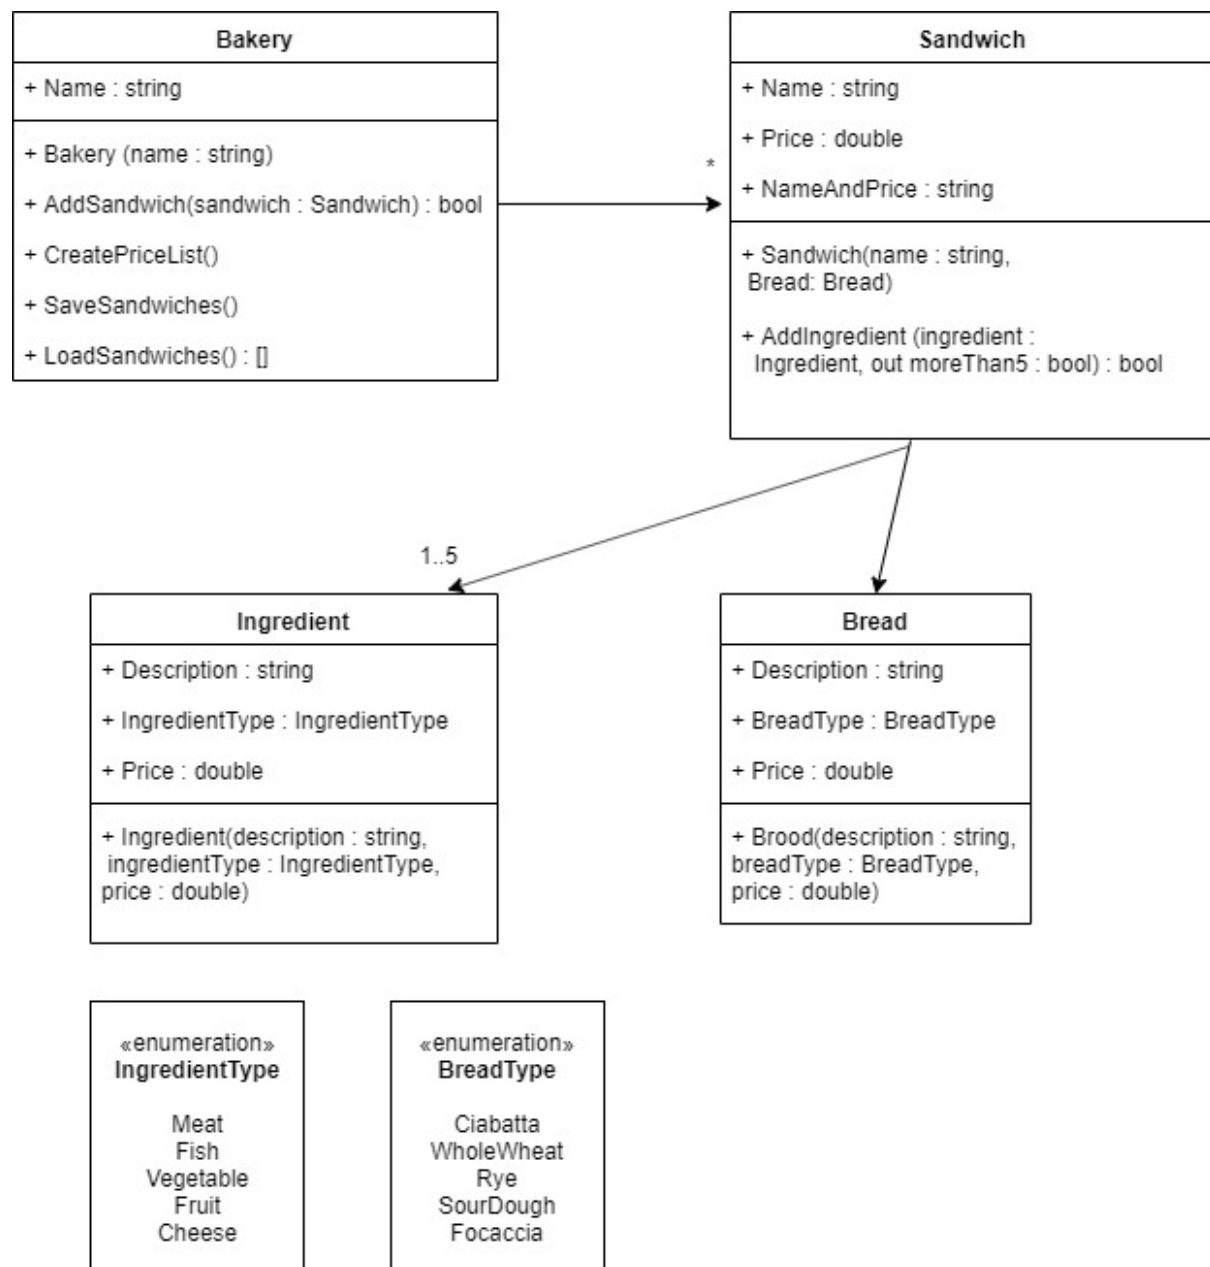 Bakery
+ Name : string
+ Bakery (name : string)
+ AddSandwich(sandwich : Sandwich) : bool
+ CreatePriceList()
+ SaveSandwiches()
+ LoadSandwiches() : []
*
Sandwich
+ Name : string
+ Price : double
+ NameAndPrice : string
+ Sandwich(name : string,
Bread: Bread)
+ AddIngredient (ingredient :
Ingredient, out moreThan5 : bool) : bool
1..5
Ingredient
+ Description : string
+ IngredientType : IngredientType
+ Price : double
+ Ingredient(description : string,
ingredientType : IngredientType,
price : double)
Bread
+ Description : string
+ BreadType : BreadType
+ Price : double
+ Brood(description : string,
breadType : BreadType,
price : double)
«enumeration»
IngredientType
Meat
Fish
Vegetable
Fruit
Cheese
«enumeration»
BreadType
Ciabatta
WholeWheat
Rye
SourDough
Focaccia